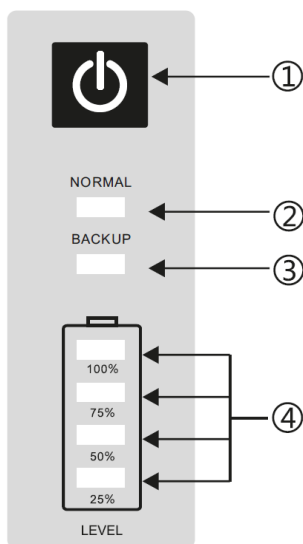 ①
NORMAL
②
BACKUP
③
100%
75%
④
50%
25%
LEVEL